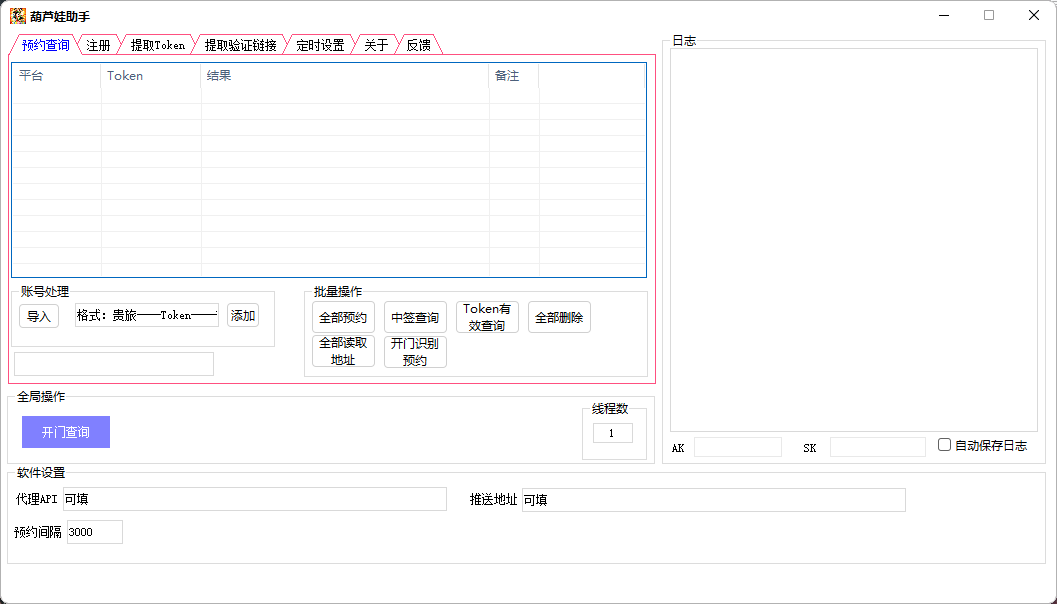 葫芦娃助手
预约查询 注册 提取Token 提取验证链接 定时设置 关于 反馈
平台 Token 结果 备注
账号处理
导入 格式: 贵旅——Token—— 添加
批量操作
全部预约 中签查询 Token有效查询 全部删除
全部读取地址 开门识别预约
全局操作
开门查询
线程数
1
日志
AK SK 自动保存日志
软件设置
代理API 可填 推送地址 可填
预约间隔 3000